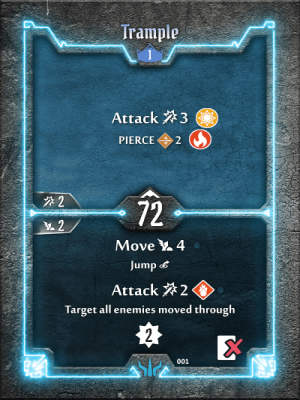 Trample
1
Attack 3
PIERCE 2
2
72
2
Move 4
Jump
Attack 2
Target all enemies moved through
2
001